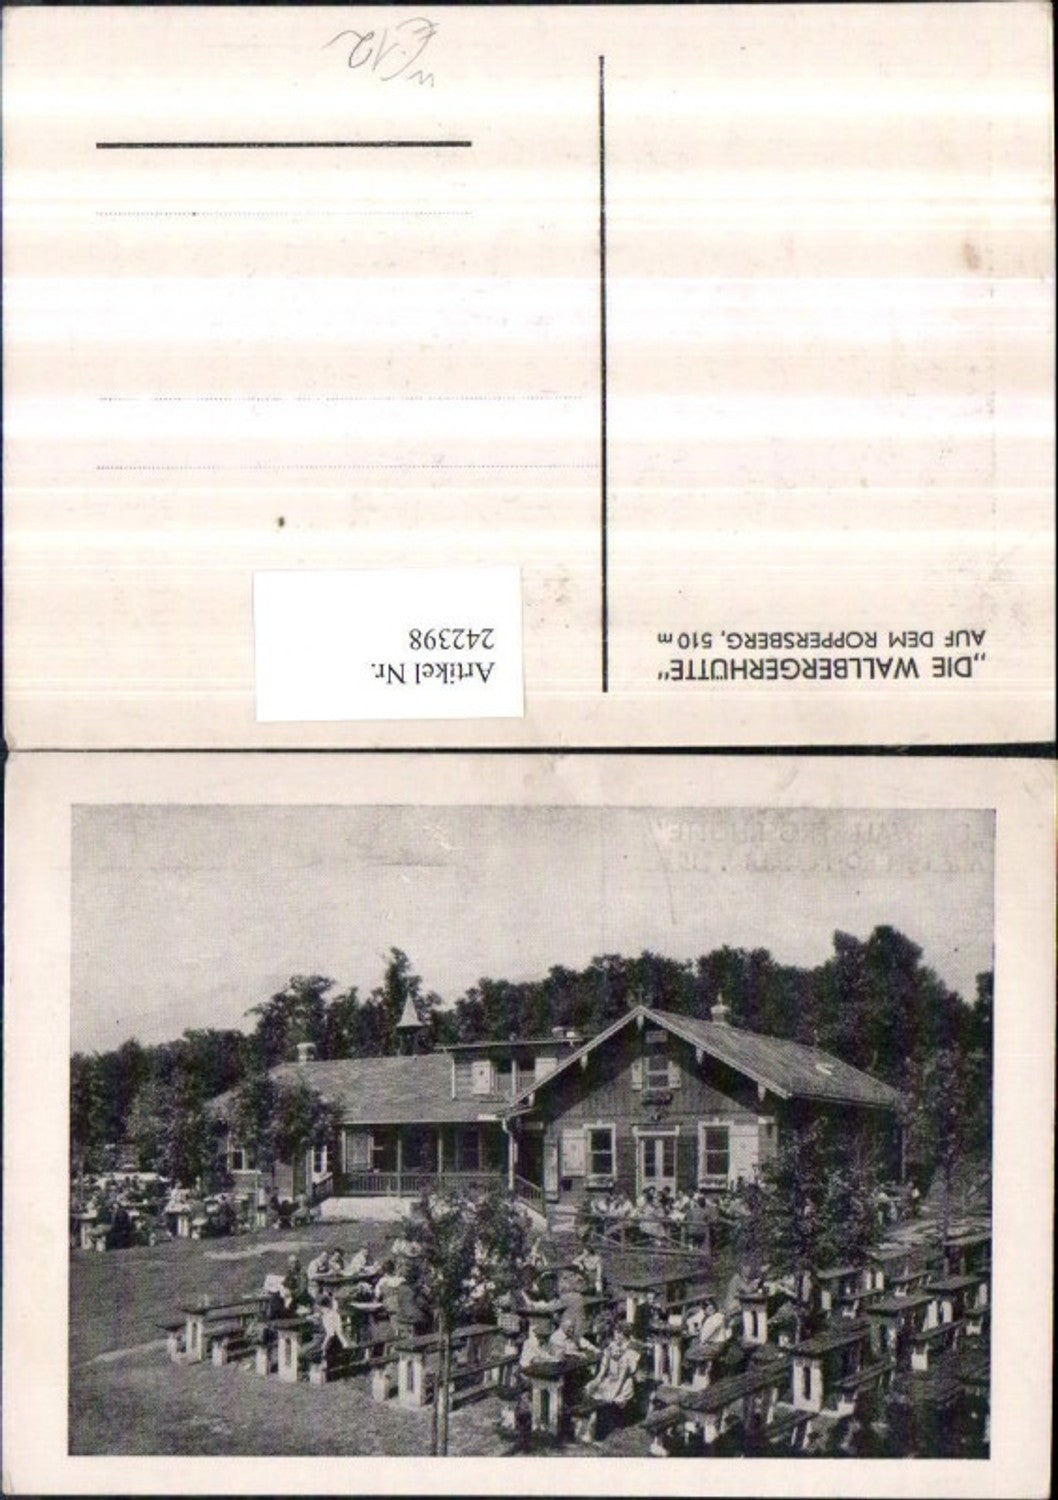 „DIE WALLBERGERHÜTTE"
AUF DEM ROPPERSBERG, 510 m
Artikel Nr.
242398